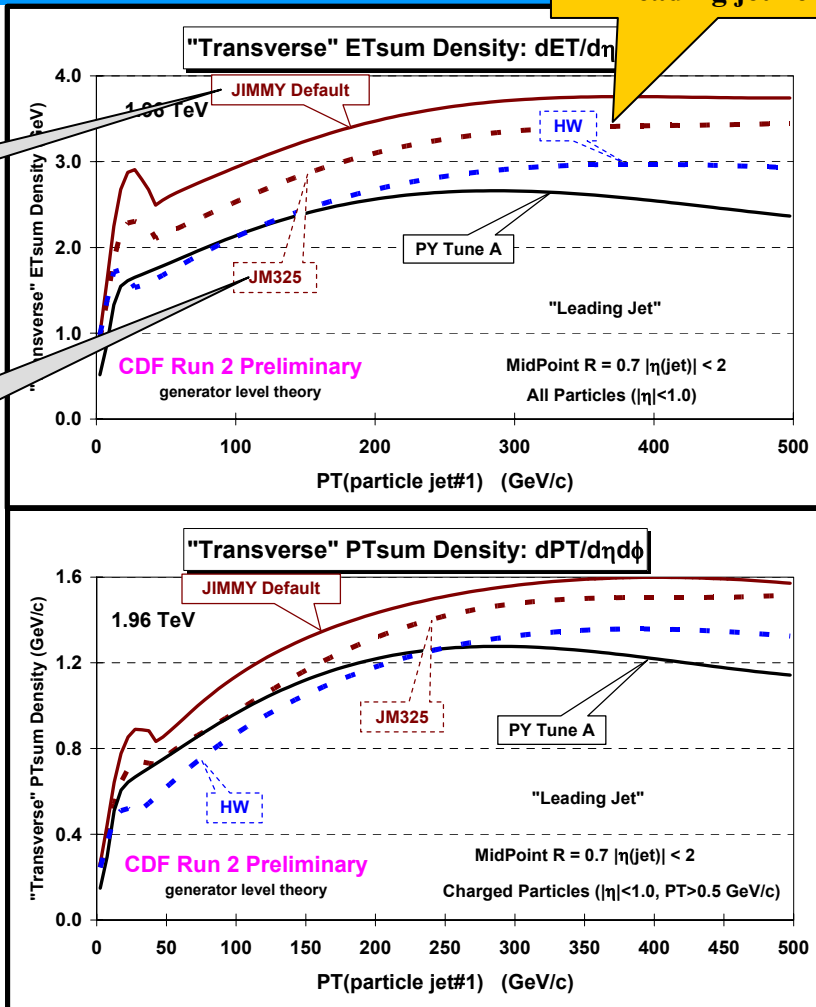 "Transverse" ETsum Density: dET/dη
4.0
JIMMY Default
1.96 TeV
HW
3.0
2.0
PY Tune A
JM325
"Leading Jet"
1.0
CDF Run 2 Preliminary
generator level theory
MidPoint R = 0.7 |η(jet)| < 2
All Particles (|η|<1.0)
0.0
0 100 200 300 400 500
PT(particle jet#1) (GeV/c)
"Transverse" PTsum Density: dPT/dηdϕ
1.6
JIMMY Default
1.96 TeV
1.2
JM325
PY Tune A
0.8
HW
"Leading Jet"
0.4
"Transverse" PTsum Density (GeV/c)
CDF Run 2 Preliminary
generator level theory
MidPoint R = 0.7 |η(jet)| < 2
Charged Particles (|η|<1.0, PT>0.5 GeV/c)
0.0
0 50 100 150 200 250 300 350 400 450 500
PT(particle jet#1) (GeV/c)